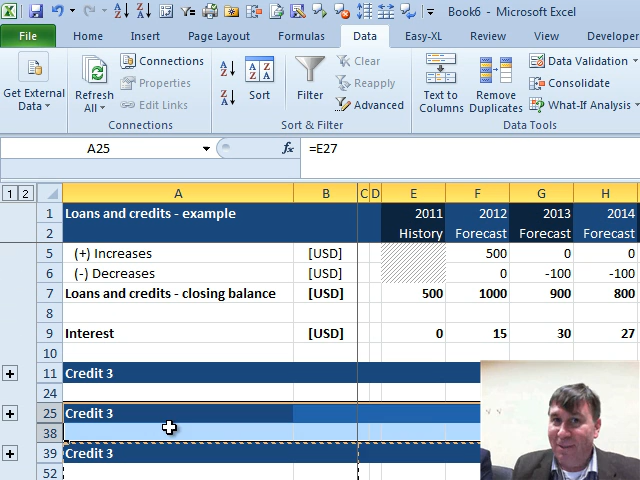 Book6 - Microsoft Excel
File Home Insert Page Layout Formulas Data Easy-XL Review View Developer
Get External Data
Refresh All
Connections
Properties
Edit Links
Connections
A Z
Z A
Sort
Filter
Clear
Reapply
Advanced
Sort & Filter
Text to Columns
Remove Duplicates
Data Validation
Consolidate
What-If Analysis
Data Tools
A25 fx =E27
1 2 A B C D E F G H
1 Loans and credits - example 2011 2012 2013 2014
2 History Forecast Forecast Forecast
5 (+) Increases [USD] 500 0 0
6 (-) Decreases [USD] 0 -100 -100
7 Loans and credits - closing balance [USD] 500 1000 900 800
8
9 Interest [USD] 0 15 30 27
10
11 Credit 3
24
25 Credit 3
38
39 Credit 3
52